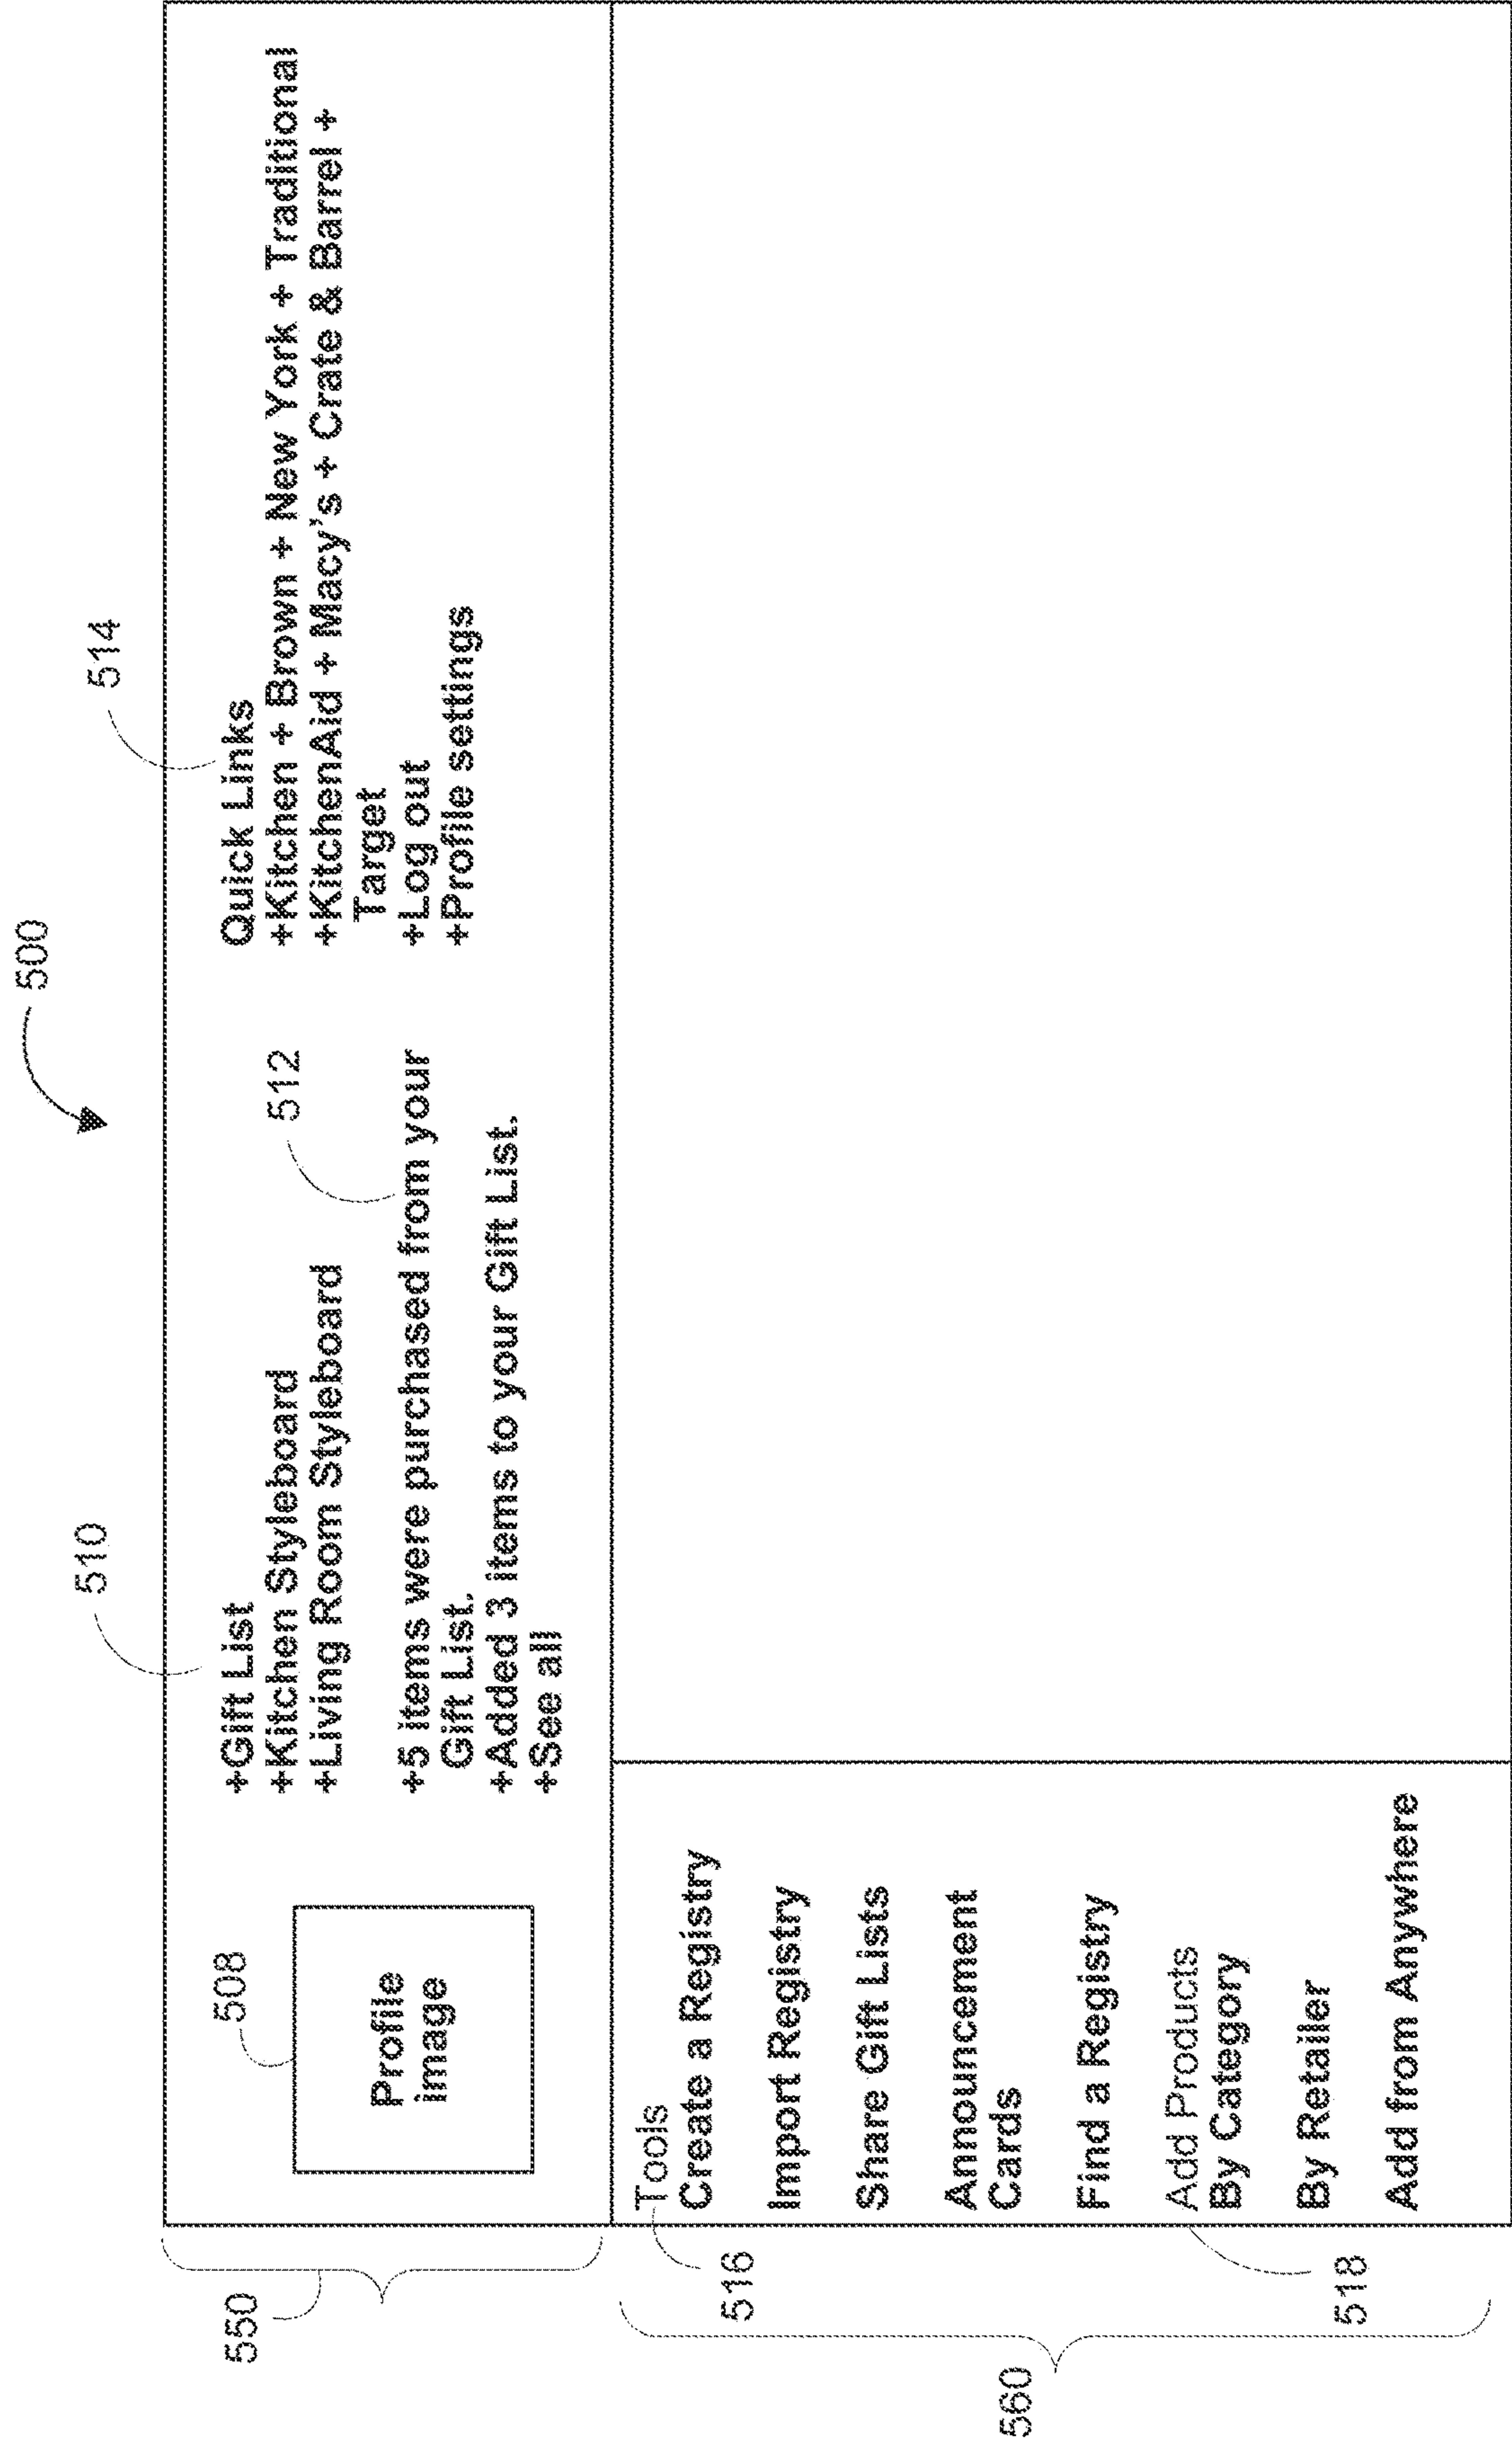 500
510
514
508
+Gift List
+Kitchen Styleboard
+Living Room Styleboard
512
+5 items were purchased from your
Gift List.
+Added 3 items to your Gift List.
+See all
Profile
image
Quick Links
+Kitchen + Brown + New York + Traditional
+KitchenAid + Macy's + Crate & Barrel +
Target
+Log out
+Profile settings
550
Tools
Create a Registry
Import Registry
Share Gift Lists
Announcement
Cards
Find a Registry
Add Products
By Category
By Retailer
Add from Anywhere
516
518
560